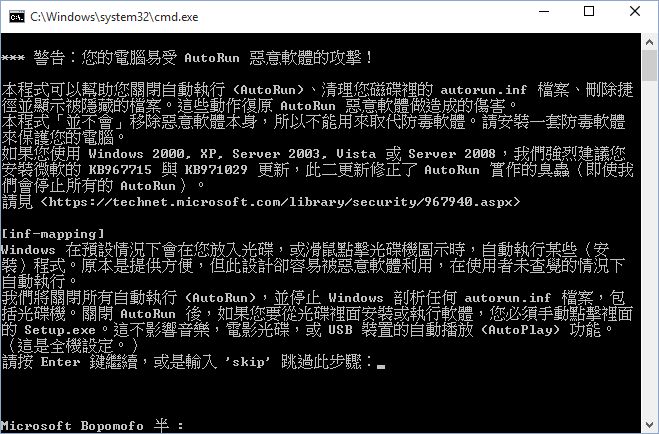 C:\Windows\system32\cmd.exe
*** 警告：您的電腦易受 AutoRun 惡意軟體的攻擊！
本程式可以幫助您關閉自動執行 (AutoRun)、清理您磁碟裡的 autorun.inf 檔案、刪除捷
徑並顯示被隱藏的檔案。這些動作復原 AutoRun 惡意軟體做造成的傷害。
本程式「並不會」移除惡意軟體本身，所以不能用來取代防毒軟體。請安裝一套防毒軟體
來保護您的電腦。
如果您使用 Windows 2000, XP, Server 2003, Vista 或 Server 2008，我們強烈建議您
安裝微軟的 KB967715 與 KB971029 更新，此二更新修正了 AutoRun 實作的臭蟲（即使我
們會停止所有的 AutoRun）。
請見 <https://technet.microsoft.com/library/security/967940.aspx>
[inf-mapping]
Windows 在預設情況下會在您放入光碟，或滑鼠點擊光碟機圖示時，自動執行某些（安
裝）程式。原本是提供方便，但此設計卻容易被惡意軟體利用，在使用者未查覺的情況下
自動執行。
我們將關閉所有自動執行 (AutoRun)，並停止 Windows 剖析任何 autorun.inf 檔案，包
括光碟機。關閉 AutoRun 後，如果您要從光碟裡面安裝或執行軟體，您必須手動點擊裡面
的 Setup.exe。這不影響音樂，電影光碟，或 USB 裝置的自動播放 (AutoPlay) 功能。
（這是全機設定。）
請按 Enter 鍵繼續，或是輸入 'skip' 跳過此步驟：_
Microsoft Bopomofo 半 :